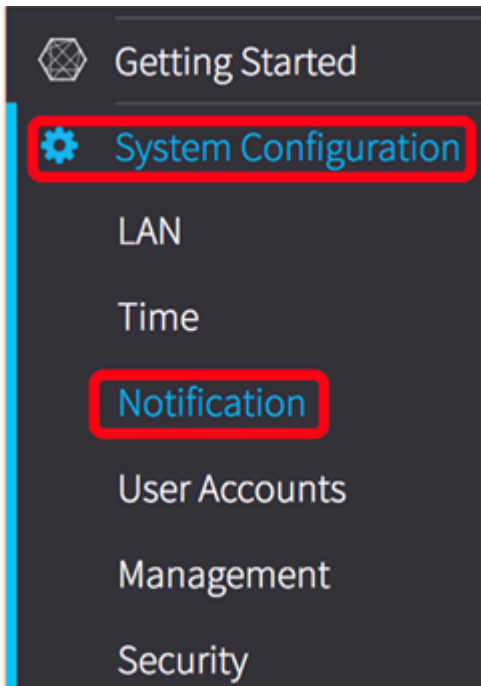 Getting Started
System Configuration
LAN
Time
Notification
User Accounts
Management
Security